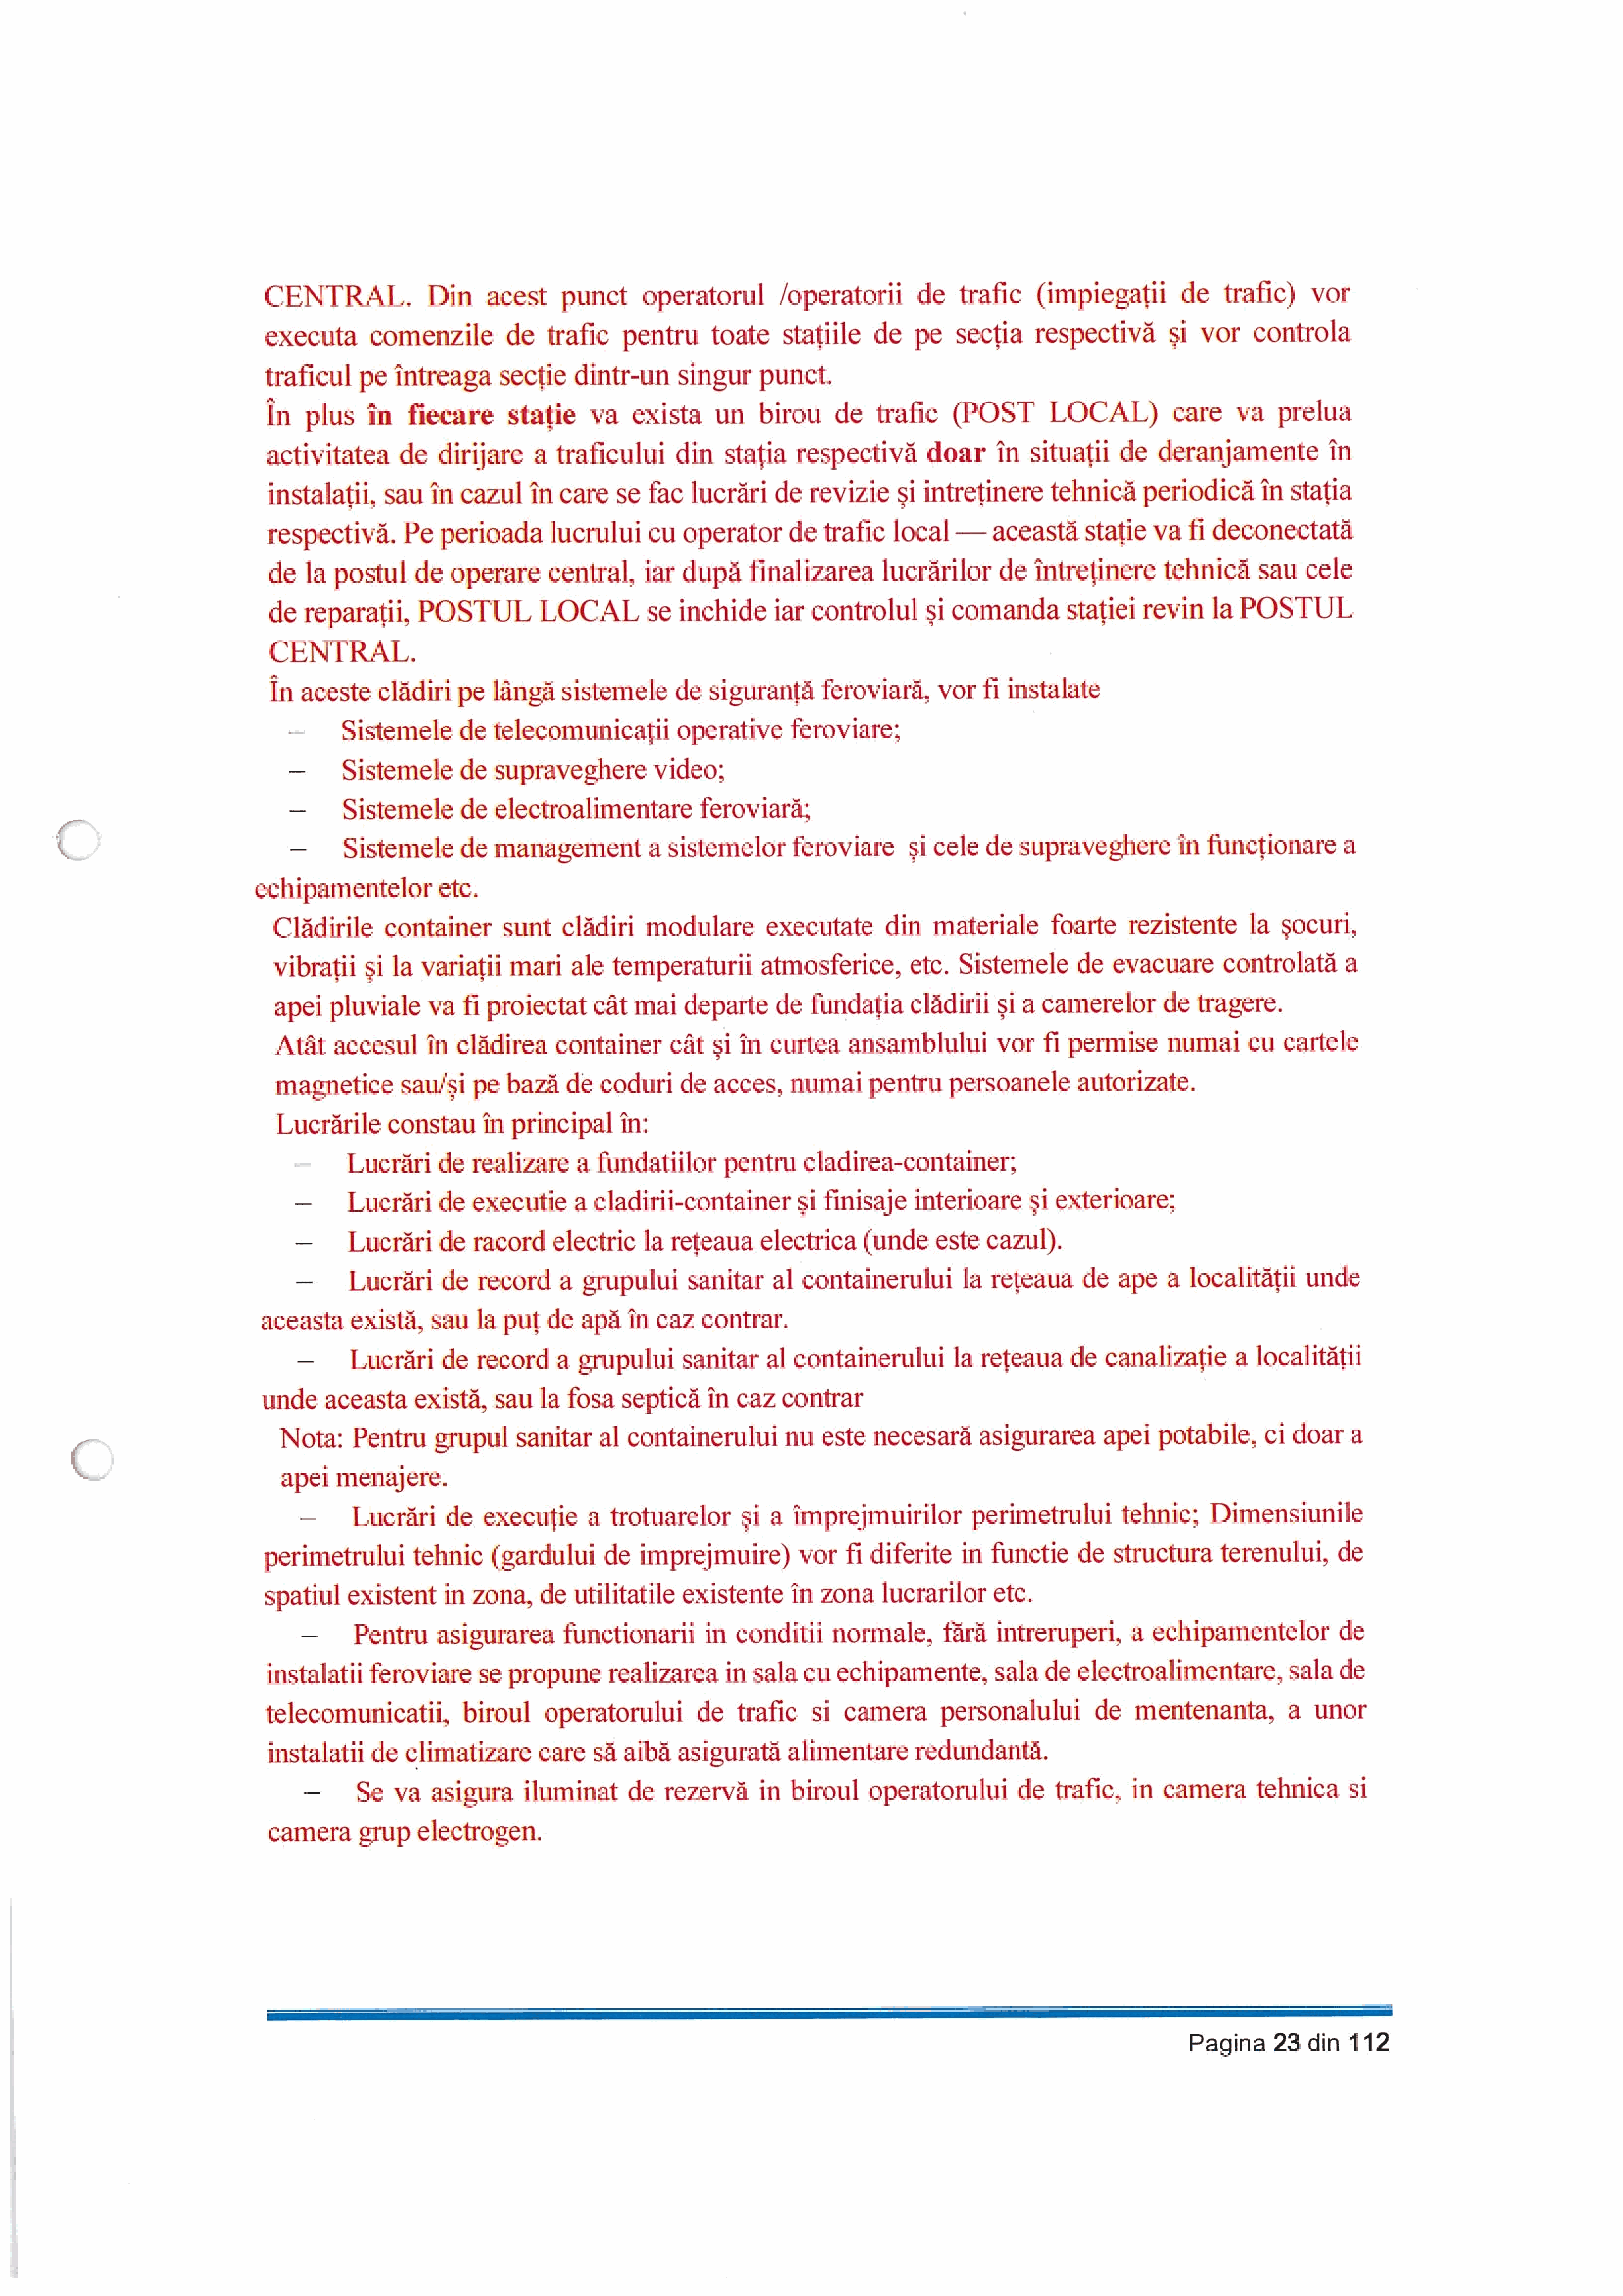 CENTRAL. Din acest punct operatorul /operatorii de trafic (impiegații de trafic) vor
executa comenzile de trafic pentru toate stațiile de pe secția respectivă și vor controla
traficul pe întreaga secție dintr-un singur punct.
În plus în fiecare stație va exista un birou de trafic (POST LOCAL) care va prelua
activitatea de dirijare a traficului din stația respectivă doar în situații de deranjamente în
instalații, sau în cazul în care se fac lucrări de revizie și intreținere tehnică periodică în stația
respectivă. Pe perioada lucrului cu operator de trafic local — această stație va fi deconectată
de la postul de operare central, iar după finalizarea lucrărilor de întreținere tehnică sau cele
de reparații, POSTUL LOCAL se inchide iar controlul și comanda stației revin la POSTUL
CENTRAL.
În aceste clădiri pe lângă sistemele de siguranță feroviară, vor fi instalate
– Sistemele de telecomunicații operative feroviare;
– Sistemele de supraveghere video;
– Sistemele de electroalimentare feroviară;
– Sistemele de management a sistemelor feroviare și cele de supraveghere în funcționare a
echipamentelor etc.
Clădirile container sunt clădiri modulare executate din materiale foarte rezistente la șocuri,
vibrații și la variații mari ale temperaturii atmosferice, etc. Sistemele de evacuare controlată a
apei pluviale va fi proiectat cât mai departe de fundația clădirii și a camerelor de tragere.
Atât accesul în clădirea container cât și în curtea ansamblului vor fi permise numai cu cartele
magnetice sau/și pe bază de coduri de acces, numai pentru persoanele autorizate.
Lucrările constau în principal în:
– Lucrări de realizare a fundatiilor pentru cladirea-container;
– Lucrări de executie a cladirii-container și finisaje interioare și exterioare;
– Lucrări de racord electric la rețeaua electrica (unde este cazul).
– Lucrări de record a grupului sanitar al containerului la rețeaua de ape a localității unde
aceasta există, sau la puț de apă în caz contrar.
– Lucrări de record a grupului sanitar al containerului la rețeaua de canalizație a localității
unde aceasta există, sau la fosa septică în caz contrar
Nota: Pentru grupul sanitar al containerului nu este necesară asigurarea apei potabile, ci doar a
apei menajere.
– Lucrări de execuție a trotuarelor și a împrejmuirilor perimetrului tehnic; Dimensiunile
perimetrului tehnic (gardului de imprejmuire) vor fi diferite in functie de structura terenului, de
spatiul existent in zona, de utilitatile existente în zona lucrarilor etc.
– Pentru asigurarea functionarii in conditii normale, fără intreruperi, a echipamentelor de
instalatii feroviare se propune realizarea in sala cu echipamente, sala de electroalimentare, sala de
telecomunicatii, biroul operatorului de trafic si camera personalului de mentenanta, a unor
instalatii de climatizare care să aibă asigurată alimentare redundantă.
– Se va asigura iluminat de rezervă in biroul operatorului de trafic, in camera tehnica si
camera grup electrogen.
Pagina 23 din 112